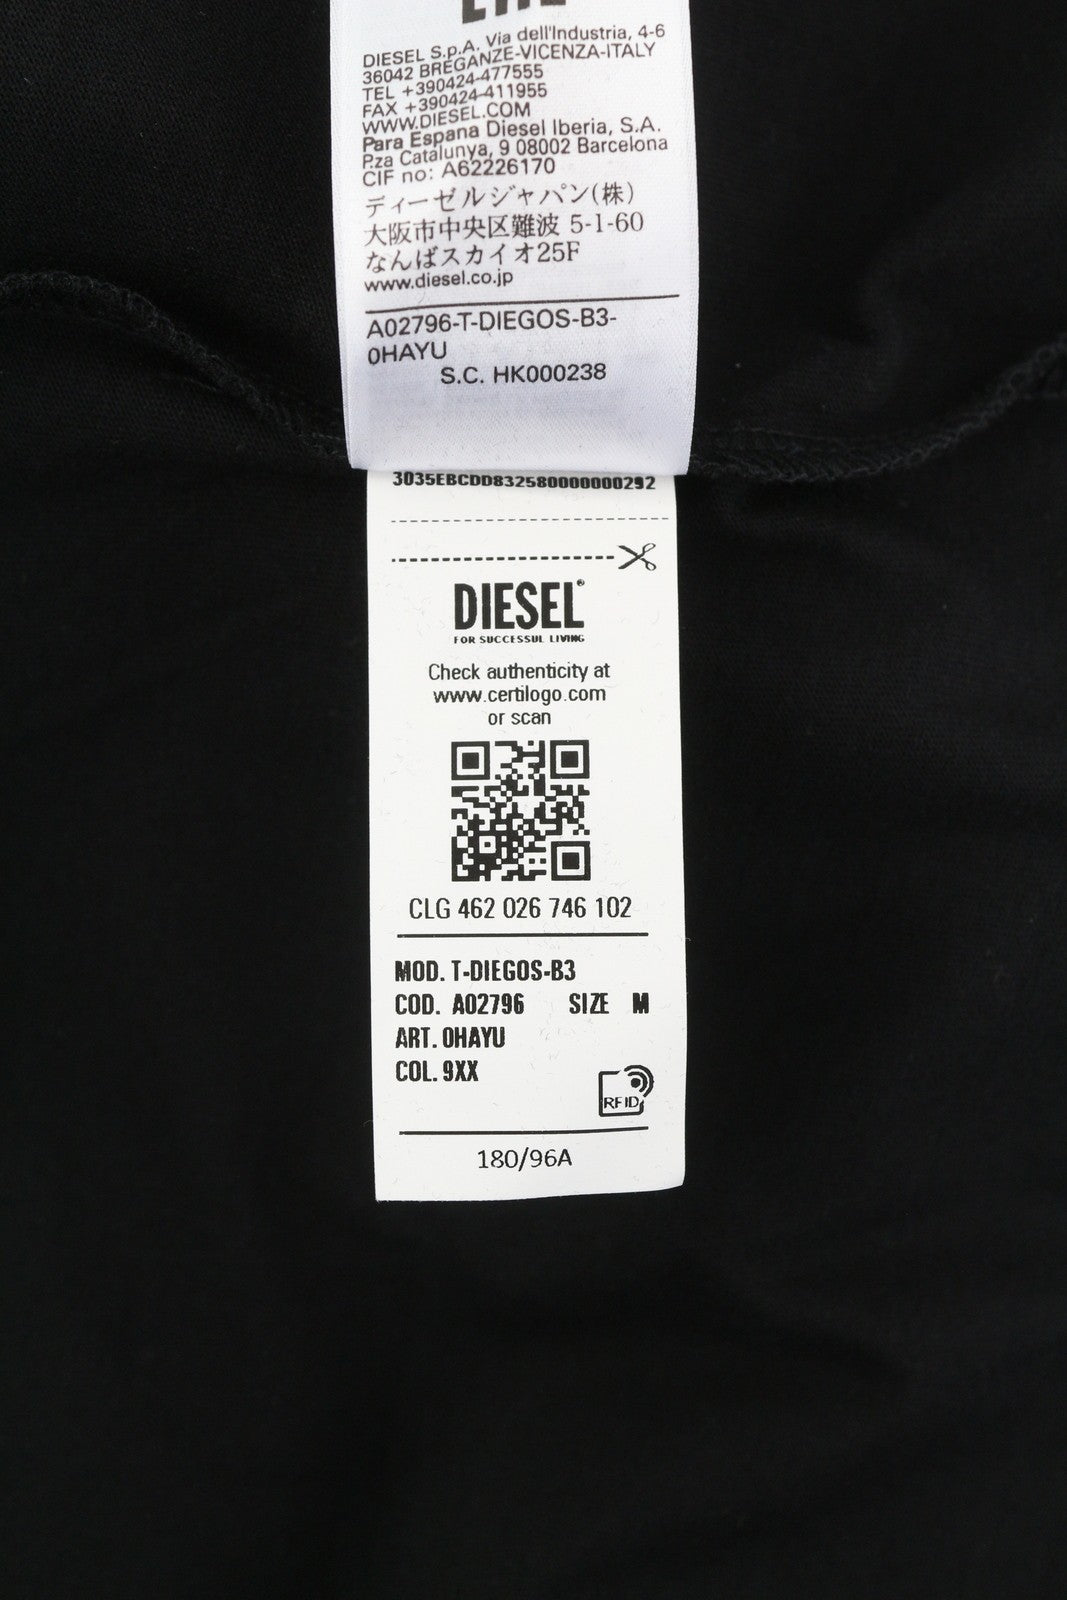 DIESEL S.p.A. Via dell'Industria, 4-6
36042 BREGANZE-VICENZA-ITALY
TEL +390424-477555
FAX +390424-411955
WWW.DIESEL.COM
Para Espana Diesel Iberia, S.A.
P.za Catalunya, 9 08002 Barcelona
CIF no: A62226170
ディーゼルジャパン(株)
大阪市中央区難波 5-1-60
なんばスカイオ25F
www.diesel.co.jp
A02796-T-DIEGOS-B3-
0HAYU
S.C. HK000238
3035EBCDD832580000000292
DIESEL®
FOR SUCCESSUL LIVING
Check authenticity at
www.certilogo.com
or scan
CLG 462 026 746 102
MOD. T-DIEGOS-B3
COD. A02796 SIZE M
ART. 0HAYU
COL. 9XX
RFID
180/96A